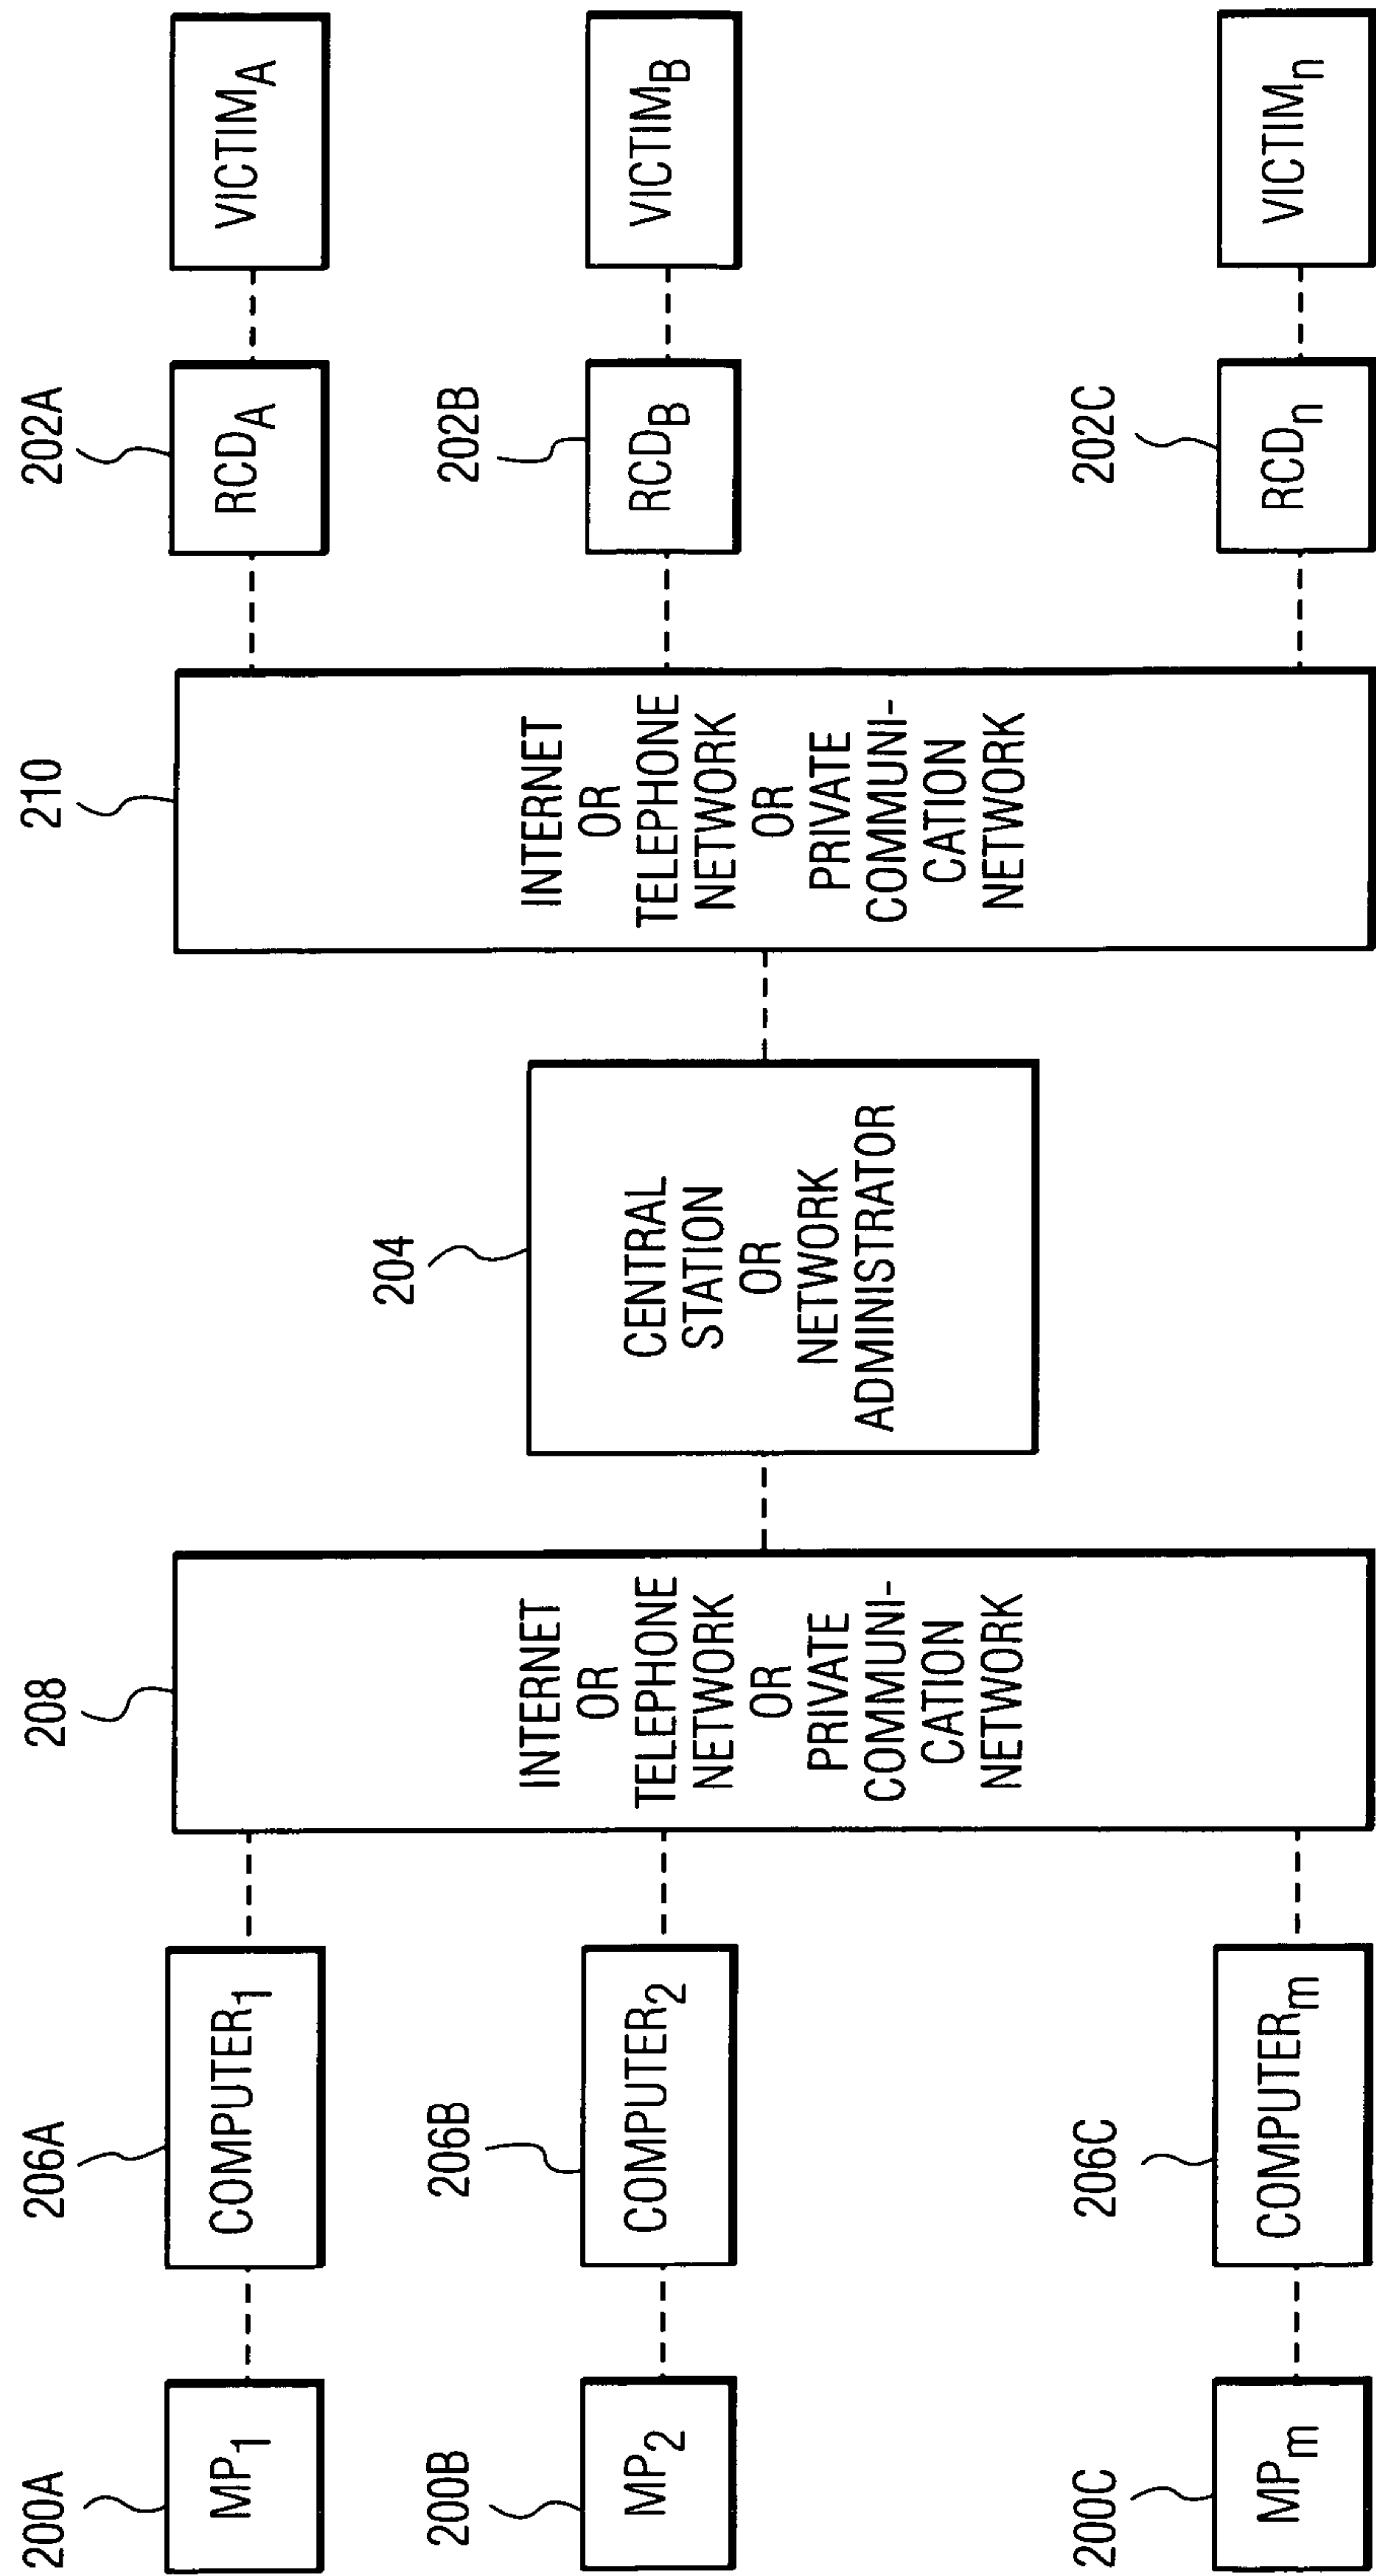 200A
206A
208
210
202A
MP1
COMPUTER1
RCDA
VICTIMA
204
200B
206B
202B
MP2
COMPUTER2
INTERNET
OR
TELEPHONE
NETWORK
OR
PRIVATE
COMMUNI-
CATION
NETWORK
CENTRAL
STATION
OR
NETWORK
ADMINISTRATOR
INTERNET
OR
TELEPHONE
NETWORK
OR
PRIVATE
COMMUNI-
CATION
NETWORK
RCDB
VICTIMB
200C
206C
202C
MPm
COMPUTERm
RCDn
VICTIMn